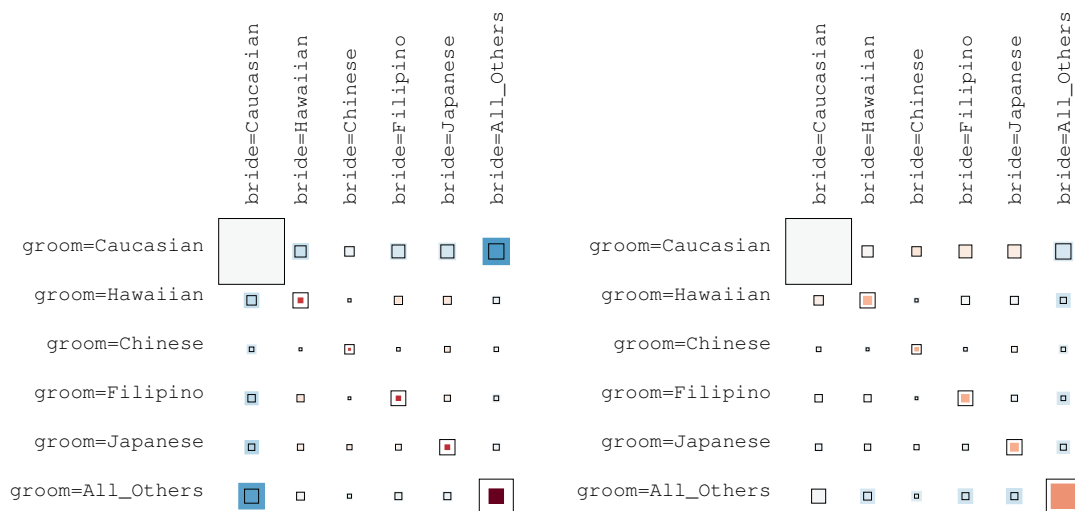 bride=Caucasian
bride=Hawaiian
bride=Chinese
bride=Filipino
bride=Japanese
bride=All_Others
groom=Caucasian
groom=Hawaiian
groom=Chinese
groom=Filipino
groom=Japanese
groom=All_Others
bride=Caucasian
bride=Hawaiian
bride=Chinese
bride=Filipino
bride=Japanese
bride=All_Others
groom=Caucasian
groom=Hawaiian
groom=Chinese
groom=Filipino
groom=Japanese
groom=All_Others